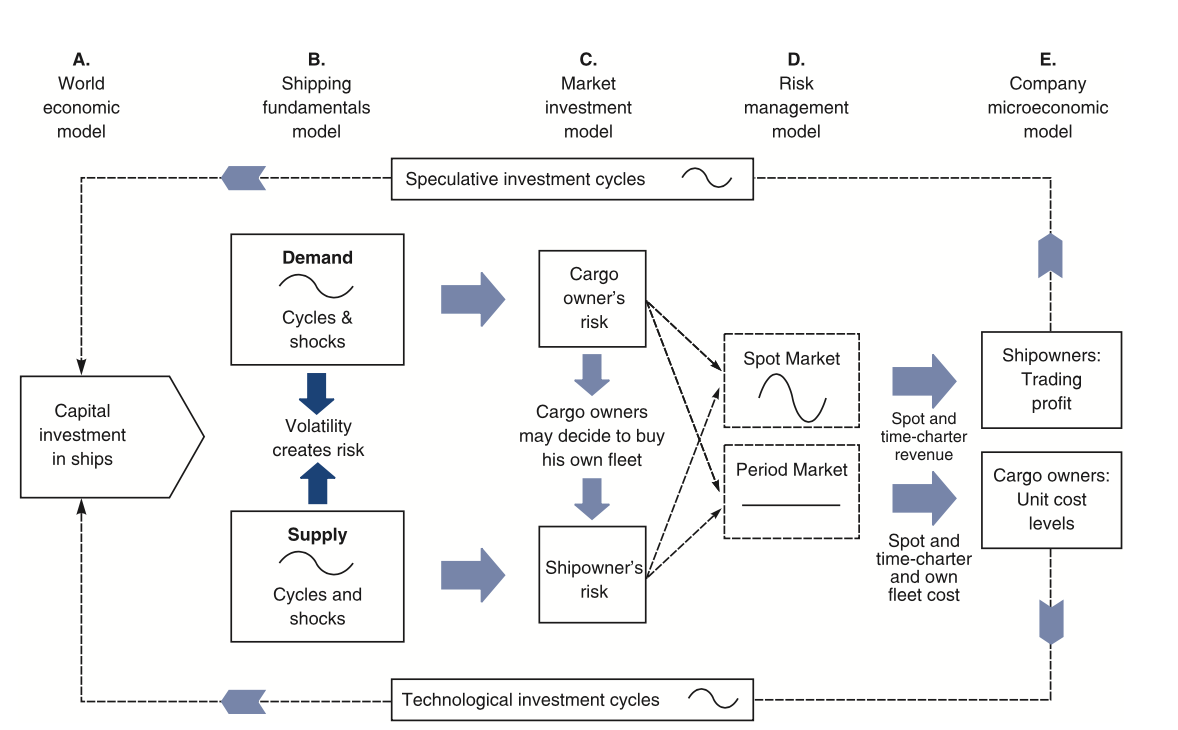 A.
World
economic
model
B.
Shipping
fundamentals
model
C.
Market
investment
model
D.
Risk
management
model
E.
Company
microeconomic
model
Speculative investment cycles
Demand
Cycles &
shocks
Volatility
creates risk
Supply
Cycles and
shocks
Capital
investment
in ships
Cargo
owner’s
risk
Cargo owners
may decide to buy
his own fleet
Shipowner’s
risk
Spot Market
Period Market
Spot and
time-charter
revenue
Spot and
time-charter
and own
fleet cost
Shipowners:
Trading
profit
Cargo owners:
Unit cost
levels
Technological investment cycles